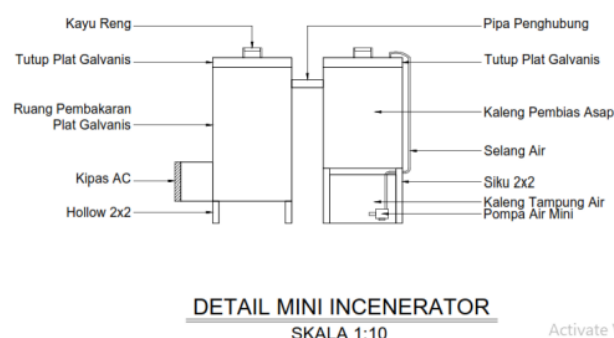 Kayu Reng
Tutup Plat Galvanis
Ruang Pembakaran
Plat Galvanis
Kipas AC
Hollow 2x2
Pipa Penghubung
Tutup Plat Galvanis
Kaleng Pembias Asap
Selang Air
Siku 2x2
Kaleng Tampung Air
Pompa Air Mini
DETAIL MINI INCENERATOR
SKALA 1:10
Activate